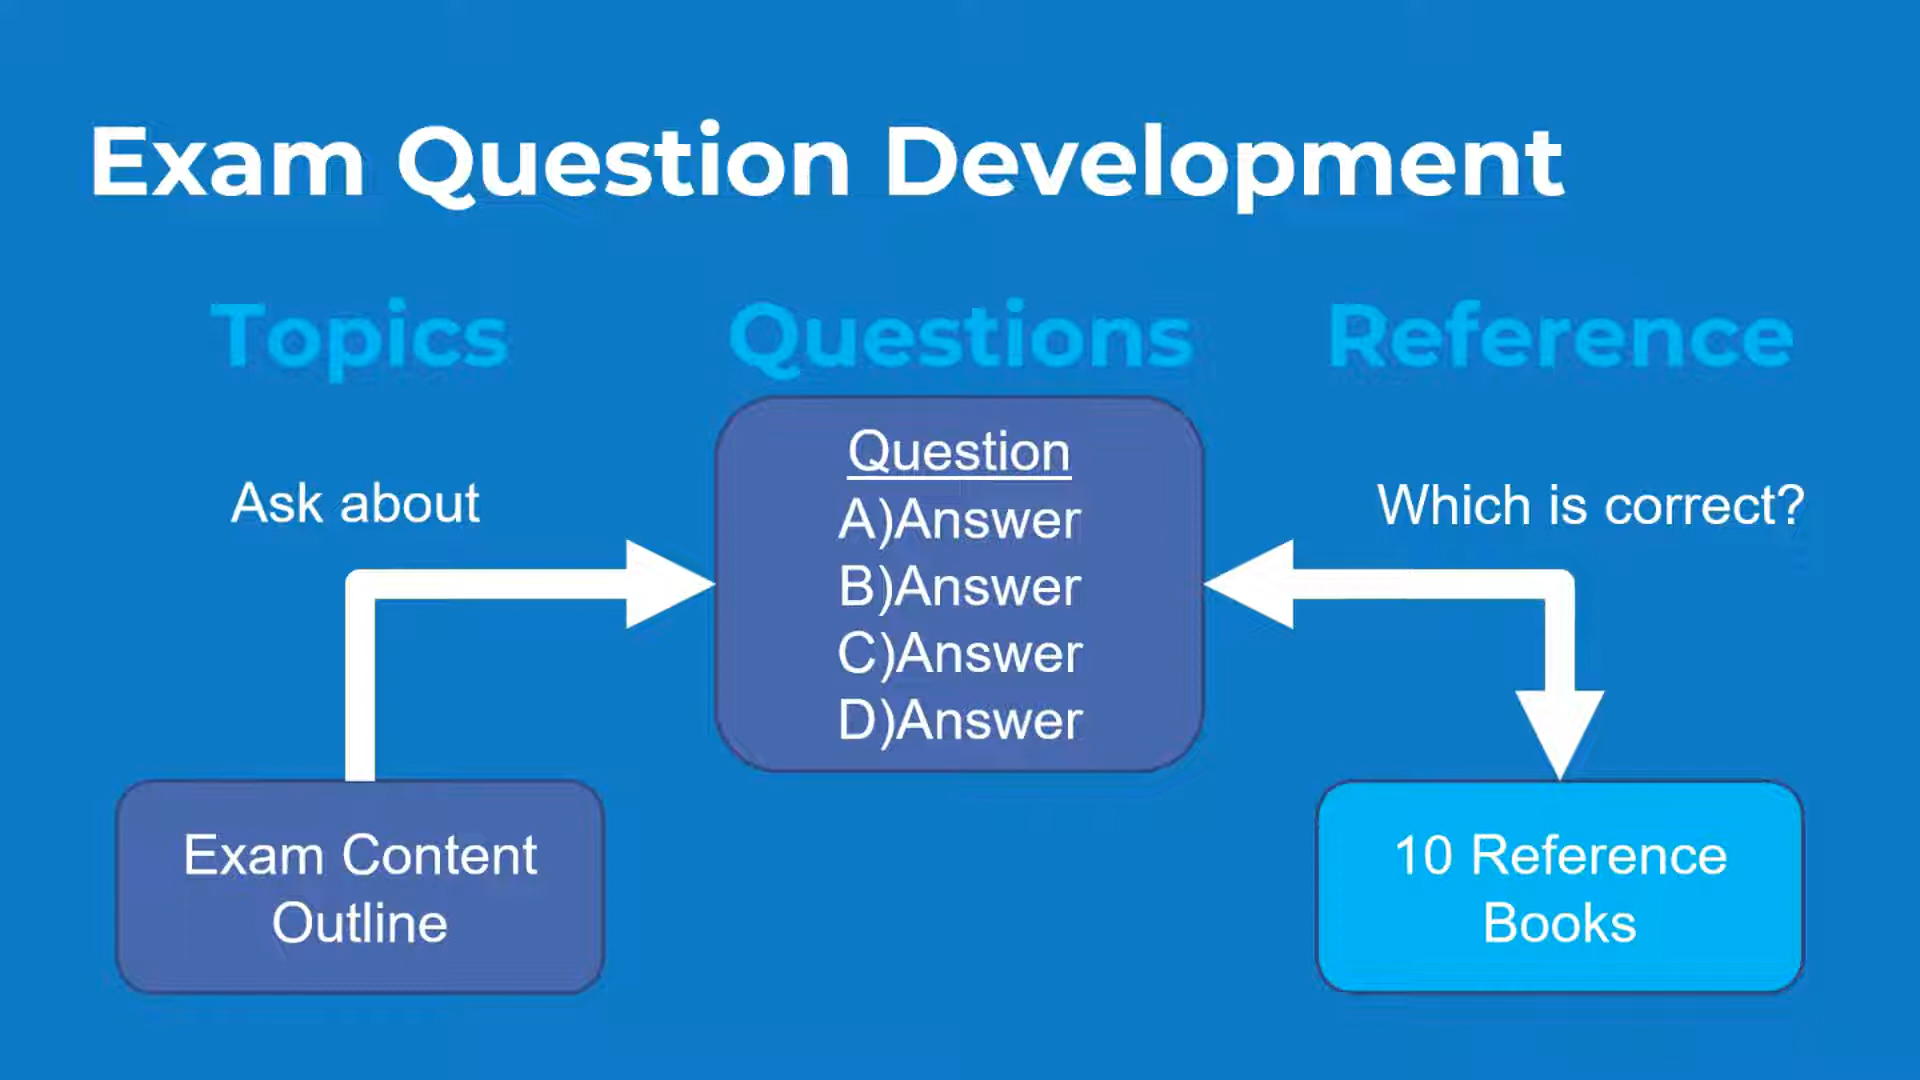 Exam Question Development
Topics
Questions
Reference
Ask about
Question
A)Answer
B)Answer
C)Answer
D)Answer
Which is correct?
Exam Content
Outline
10 Reference
Books